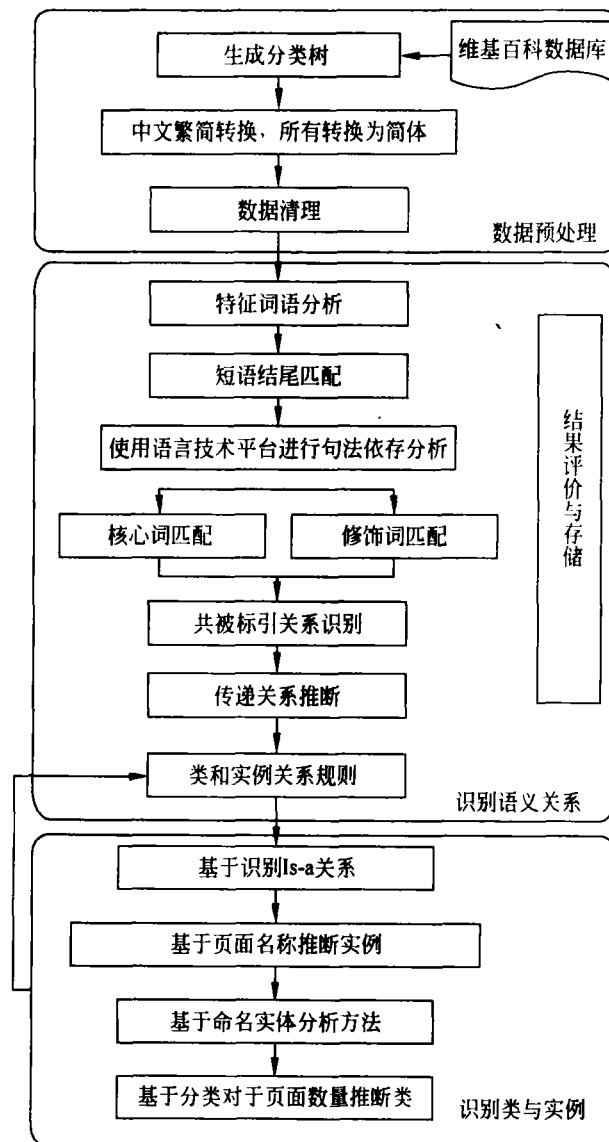 生成分类树
维基百科数据库
中文繁简转换，所有转换为简体
数据清理
数据预处理
特征词语分析
短语结尾匹配
使用语言技术平台进行句法依存分析
核心词匹配
修饰词匹配
共被标引关系识别
传递关系推断
类和实例关系规则
结果评价与存储
识别语义关系
基于识别Is-a关系
基于页面名称推断实例
基于命名实体分析方法
基于分类对于页面数量推断类
识别类与实例